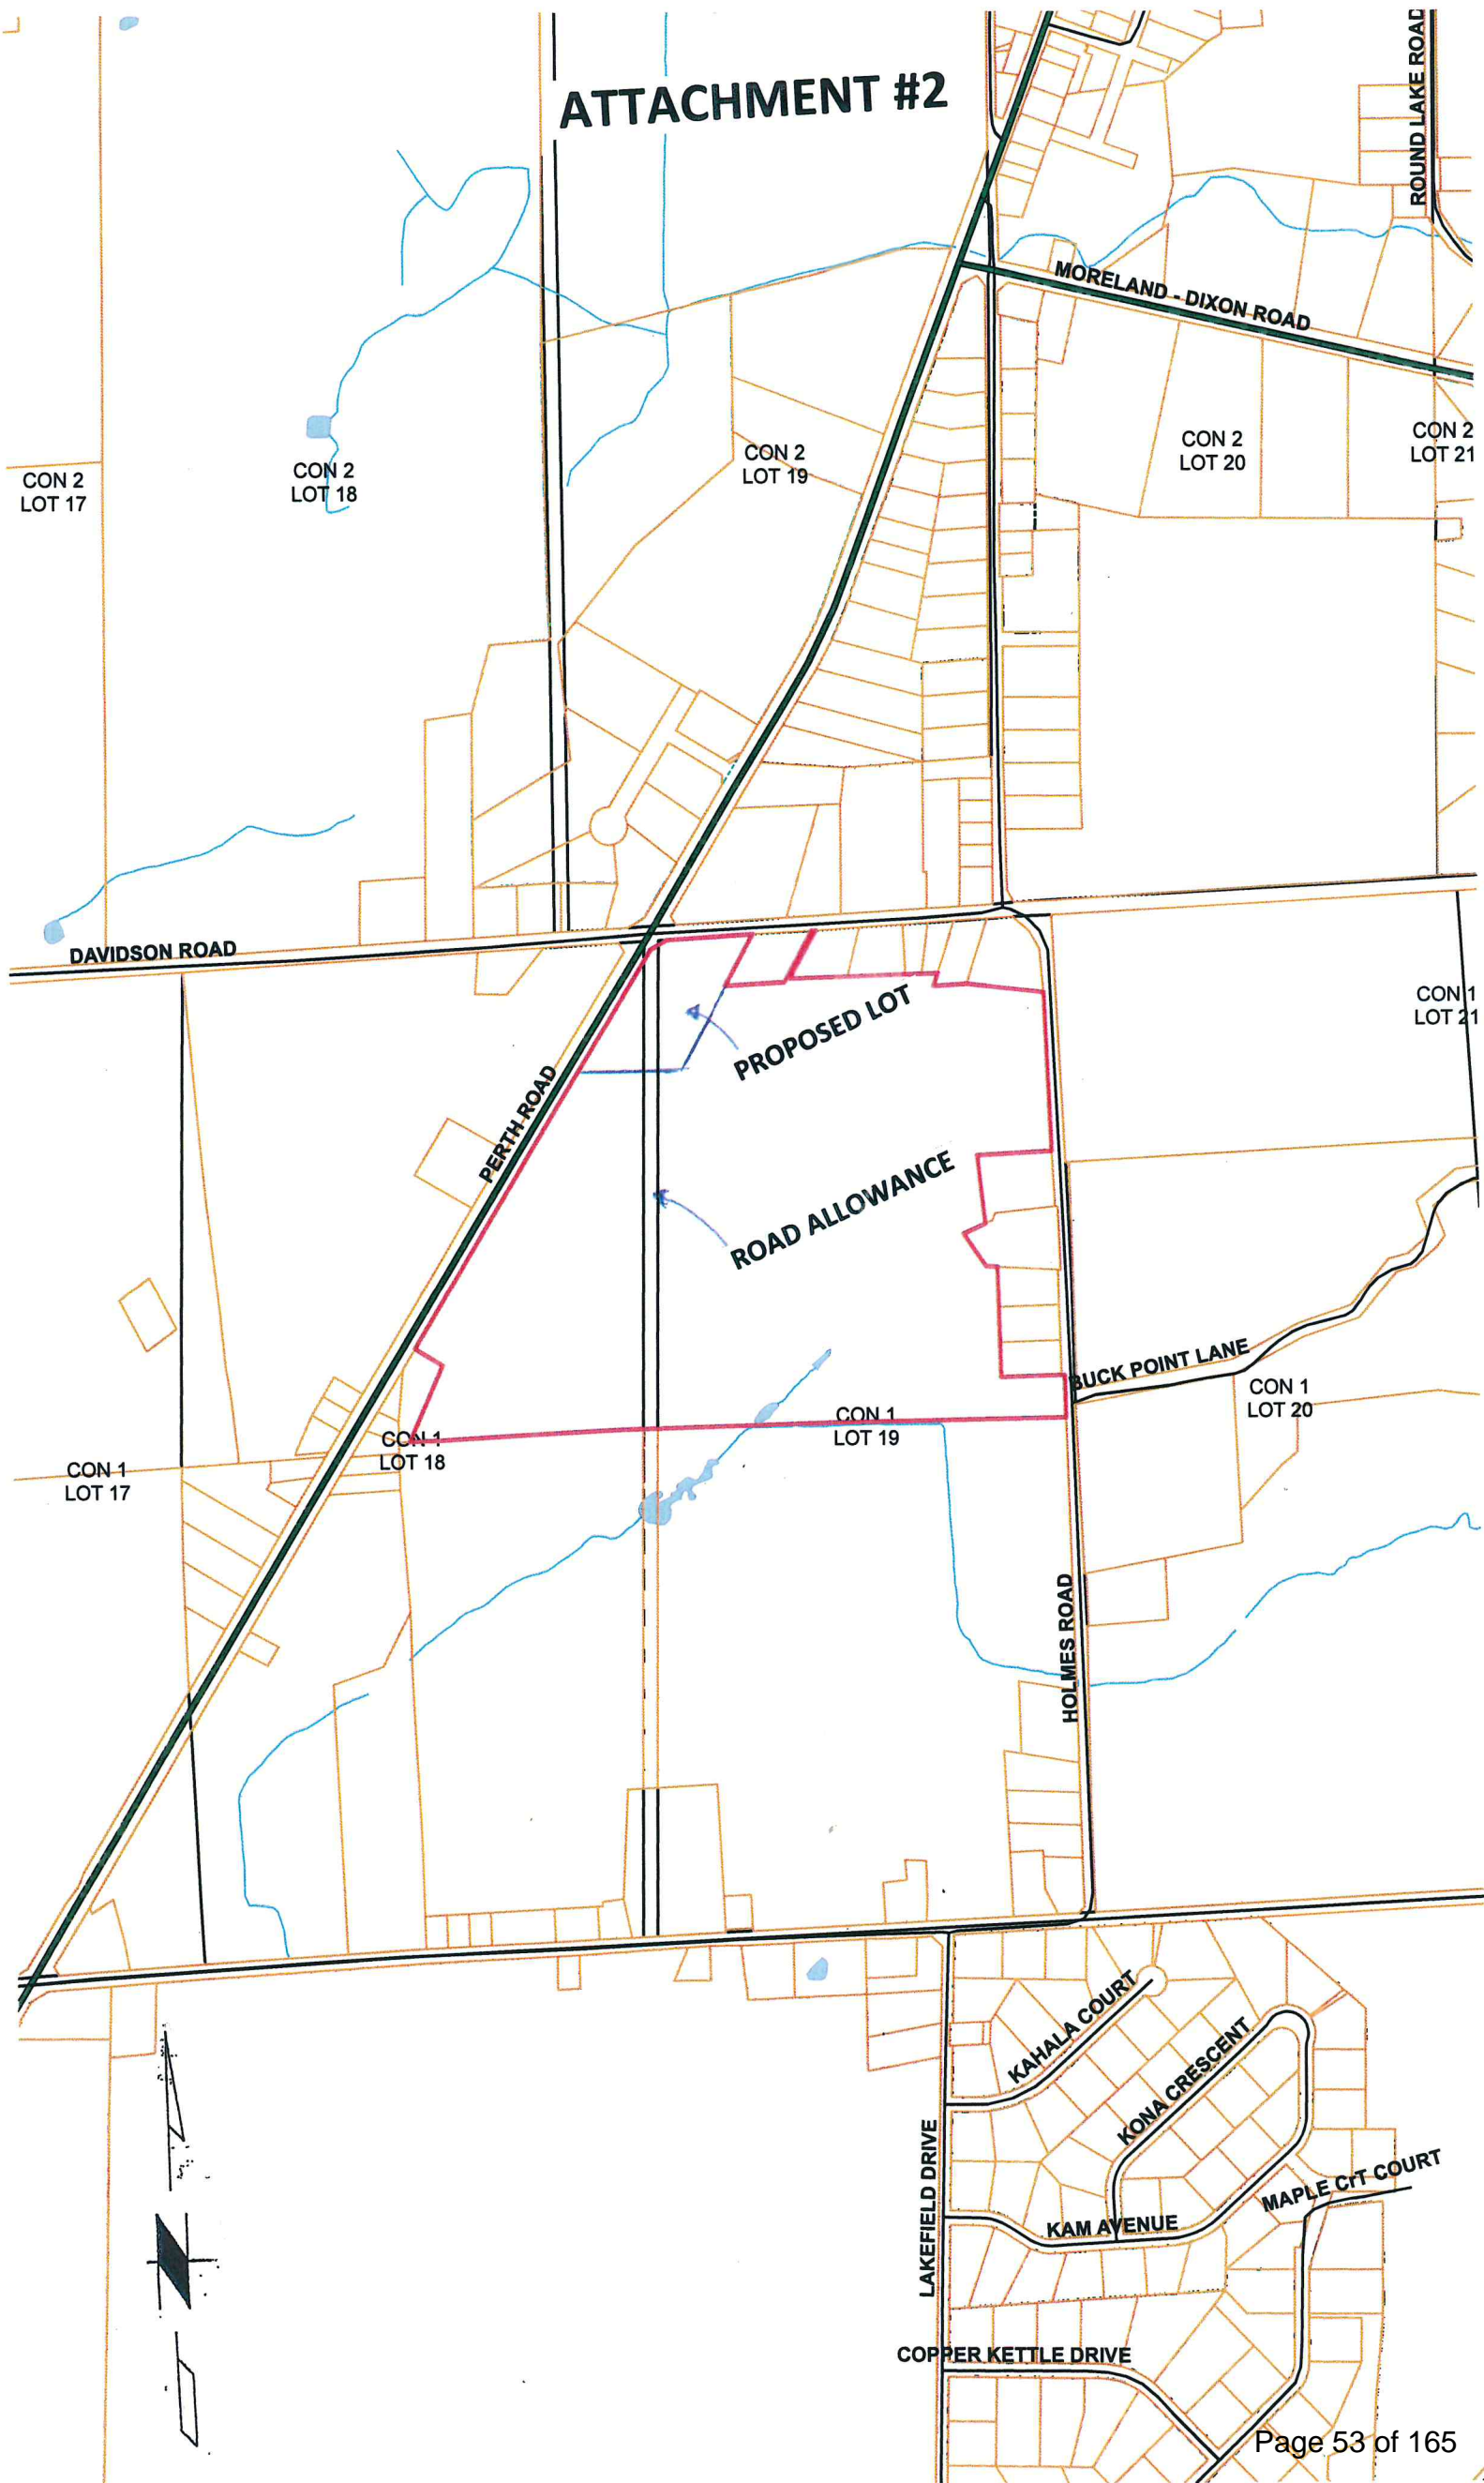 ATTACHMENT #2
ROUND LAKE ROAD
MORELAND - DIXON ROAD
CON 2
LOT 17
CON 2
LOT 18
CON 2
LOT 19
CON 2
LOT 20
CON 2
LOT 21
DAVIDSON ROAD
CON 1
LOT 21
PROPOSED LOT
PERTH ROAD
ROAD ALLOWANCE
BUCK POINT LANE
CON 1
LOT 20
CON 1
LOT 19
CON 1
LOT 18
CON 1
LOT 17
HOLMES ROAD
KAHALA COURT
KONA CRESCENT
LAKEFIELD DRIVE
MAPLE CrT COURT
KAM AVENUE
COPPER KETTLE DRIVE
N
Page 53 of 165